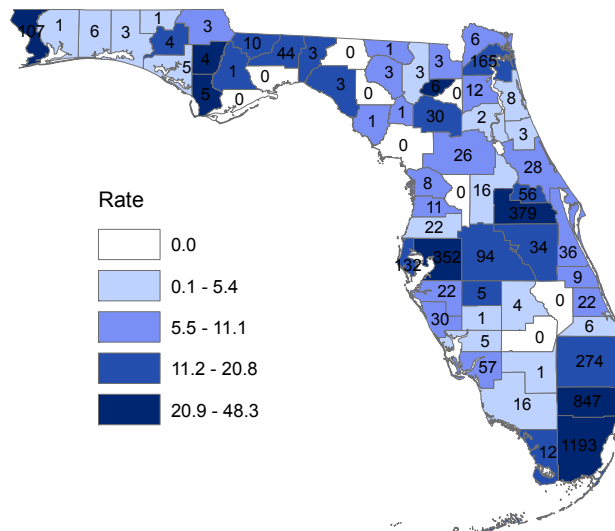 107 1 6 3 1 3
4 5 4 5
1 10 44 3 0 1
0 0 3 0 3 1 1
3 3 6 0 6 165
30 12 8 2 3
0 26 28
8 0 16 56
11 379
22
132 352 94 34 36
9
22 5 4 0 22
30 1 6
5 0
57 1 274
16 847
12 1193
Rate
0.0
0.1 - 5.4
5.5 - 11.1
11.2 - 20.8
20.9 - 48.3